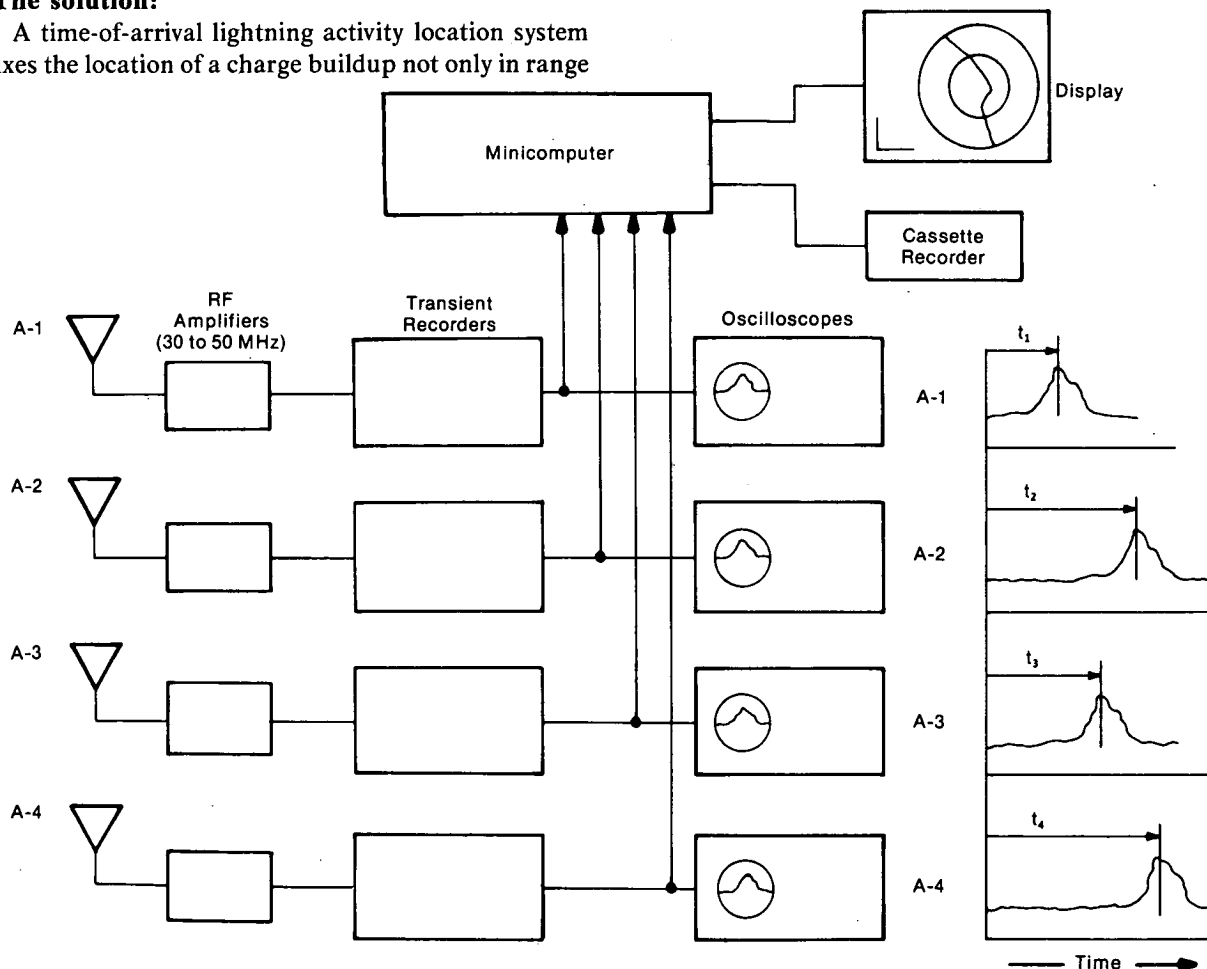 The solution:
A time-of-arrival lightning activity location system
fixes the location of a charge buildup not only in range
Display
Minicomputer
Cassette
Recorder
RF
Amplifiers
(30 to 50 MHz)
Transient
Recorders
Oscilloscopes
A-1
A-1
t₁
A-2
A-2
t₂
A-3
A-3
t₃
A-4
A-4
t₄
Time